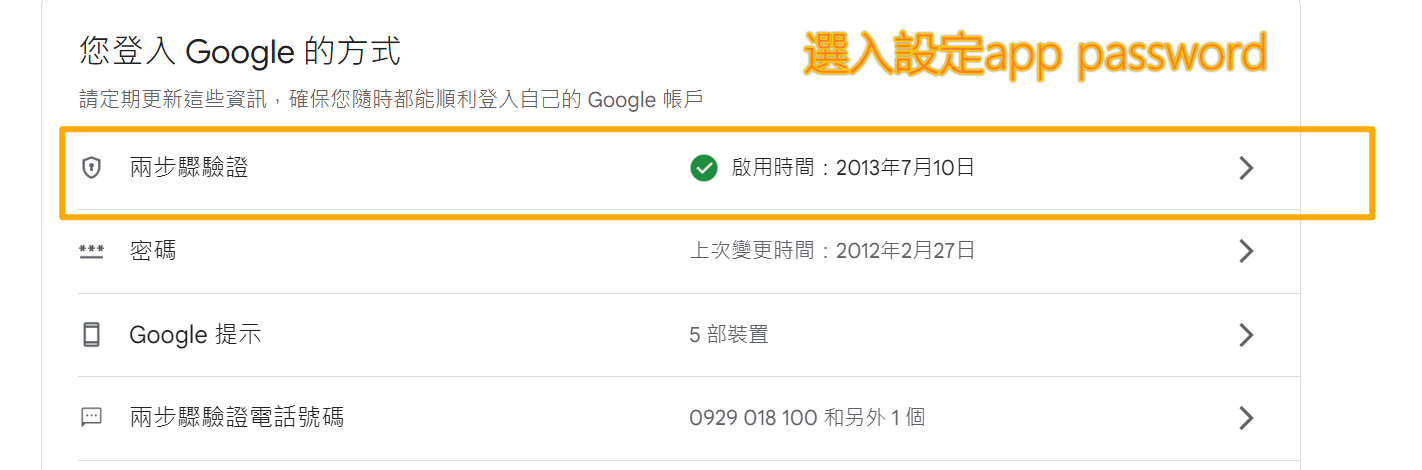 您登入 Google 的方式
選入設定app password
請定期更新這些資訊，確保您隨時都能順利登入自己的 Google 帳戶
兩步驟驗證
啟用時間：2013年7月10日
密碼
上次變更時間：2012年2月27日
Google 提示
5 部裝置
兩步驟驗證電話號碼
0929 018 100 和另外 1 個